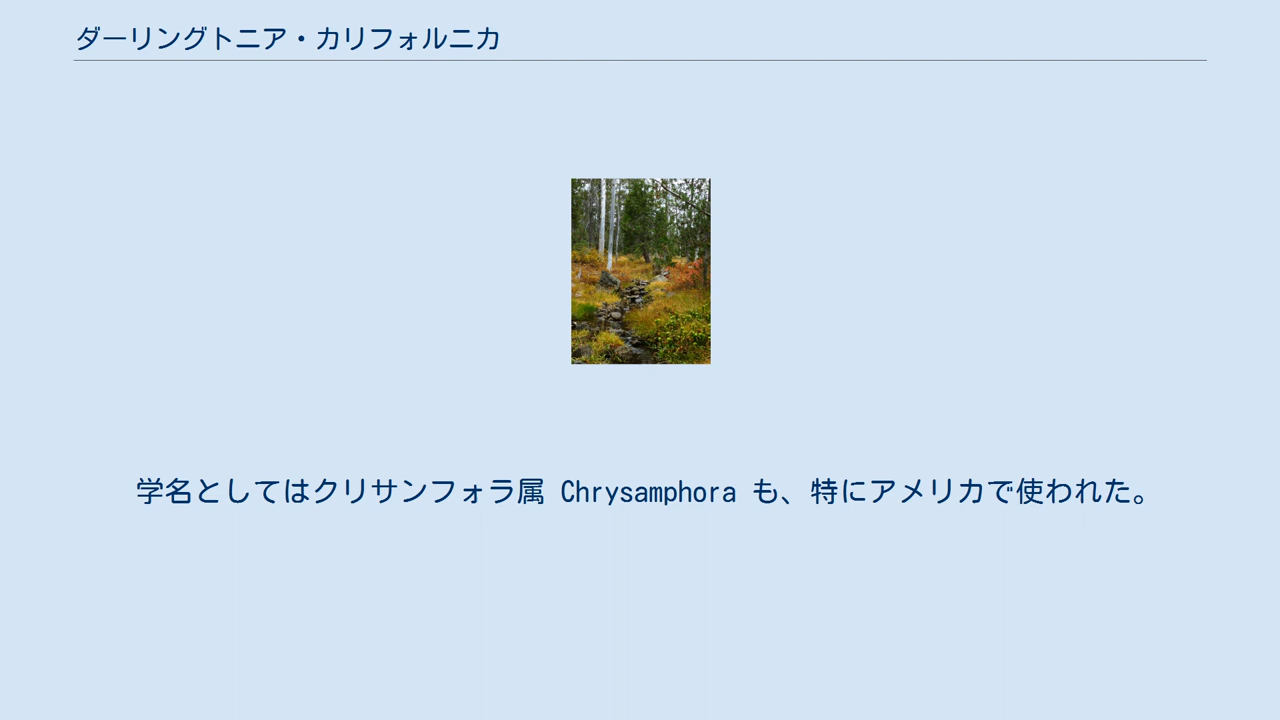 ダーリングトニア・カリフォルニカ
学名としてはクリサンフォラ属 Chrysamphora も、特にアメリカで使われた。